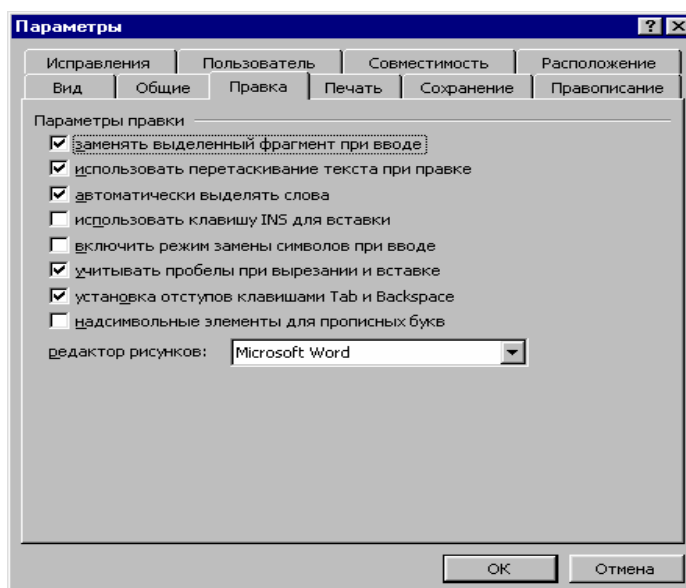 Параметры
Исправления Пользователь Совместимость Расположение
Вид Общие Правка Печать Сохранение Правописание
Параметры правки
заменять выделенный фрагмент при вводе
использовать перетаскивание текста при правке
автоматически выделять слова
использовать клавишу INS для вставки
включить режим замены символов при вводе
учитывать пробелы при вырезании и вставке
установка отступов клавишами Tab и Backspace
надсимвольные элементы для прописных букв
редактор рисунков: Microsoft Word
ОК Отмена